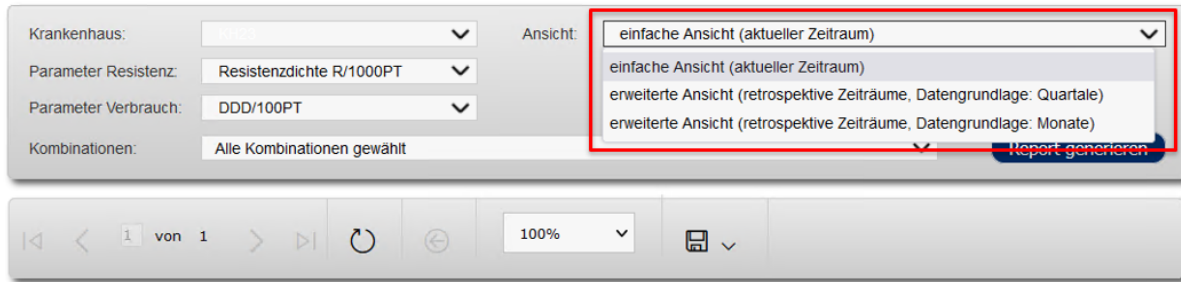 Krankenhaus: Ansicht: einfache Ansicht (aktueller Zeitraum)
einfache Ansicht (aktueller Zeitraum)
Parameter Resistenz: Resistenzdichte R/1000PT
erweiterte Ansicht (retrospektive Zeiträume, Datengrundlage: Quartale)
Parameter Verbrauch: DDD/100PT
erweiterte Ansicht (retrospektive Zeiträume, Datengrundlage: Monate)
Kombinationen: Alle Kombinationen gewählt Report generieren
1 von 1 100%